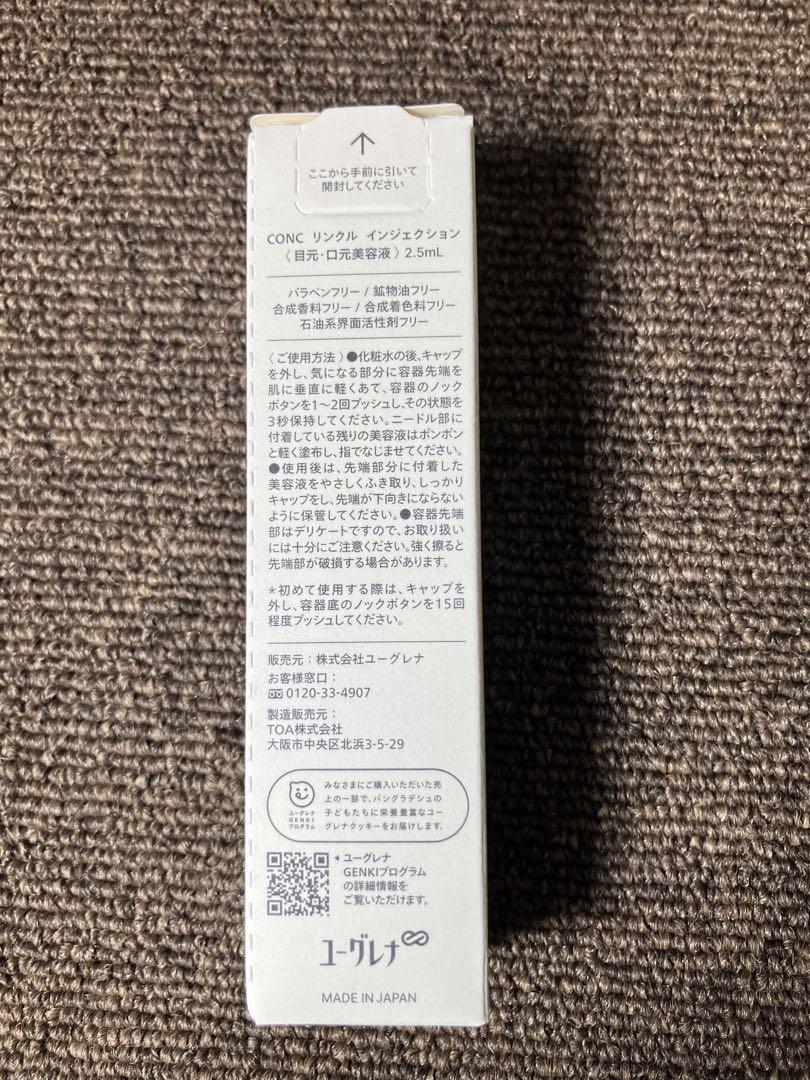 ↑
ここから手前に引いて
開封してください
CONC リンクル インジェクション
〈目元・口元美容液〉2.5mL
パラベンフリー / 鉱物油フリー
合成香料フリー / 合成着色料フリー
石油系界面活性剤フリー
〈ご使用方法〉●化粧水の後、キャップ
を外し、気になる部分に容器先端を
肌に垂直に軽くあて、容器のノック
ボタンを1〜2回プッシュし、その状態を
3秒保持してください。ニードル部に
付着している残りの美容液はポンポン
と軽く塗布し、指でなじませてください。
●使用後は、先端部分に付着した
美容液をやさしくふき取り、しっかり
キャップをし、先端が下向きにならない
ように保管してください。●容器先端
部はデリケートですので、お取り扱い
には十分にご注意ください。強く擦ると
先端部が破損する場合があります。
*初めて使用する際は、キャップを
外し、容器底のノックボタンを15回
程度プッシュしてください。
販売元：株式会社ユーグレナ
お客様窓口：
0120-33-4907
製造販売元：
TOA株式会社
大阪市中央区北浜3-5-29
ユーグレナ
GENKI
プログラム
みなさまにご購入いただいた売
上の一部で、バングラデシュの
子どもたちに栄養豊富なユー
グレナクッキーをお届けします。
◀ ユーグレナ
GENKIプログラム
の詳細情報を
ご覧いただけます。
ユーグレナ
MADE IN JAPAN